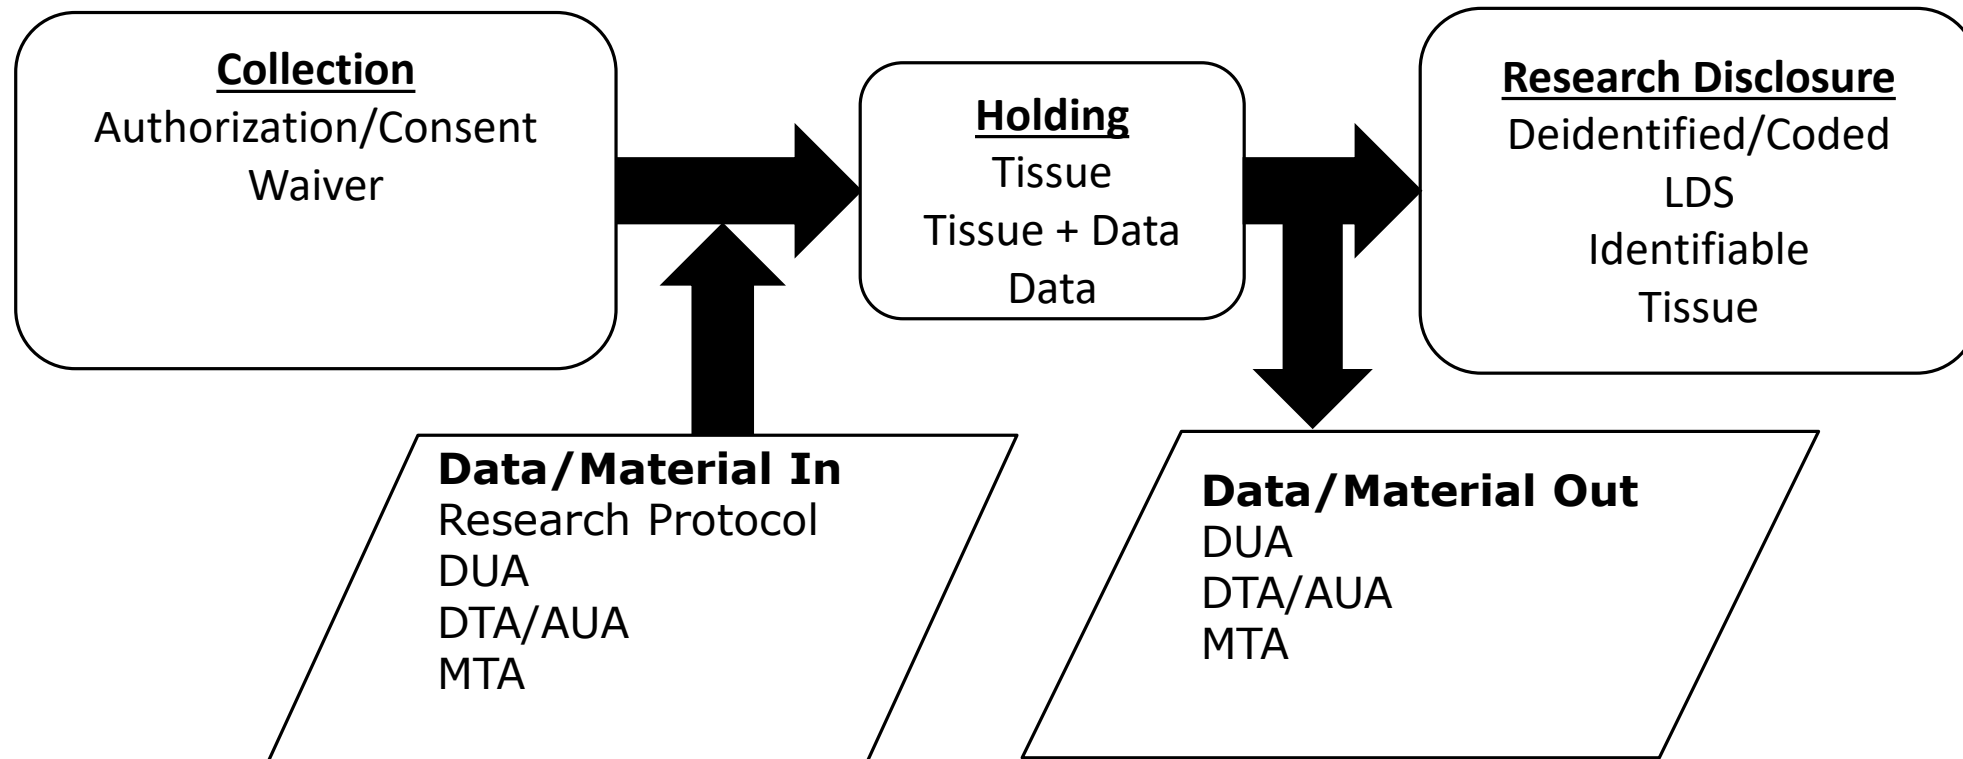 Collection
Authorization/Consent
Waiver
Holding
Tissue
Tissue + Data
Data
Research Disclosure
Deidentified/Coded
LDS
Identifiable
Tissue
Data/Material In
Research Protocol
DUA
DTA/AUA
MTA
Data/Material Out
DUA
DTA/AUA
MTA